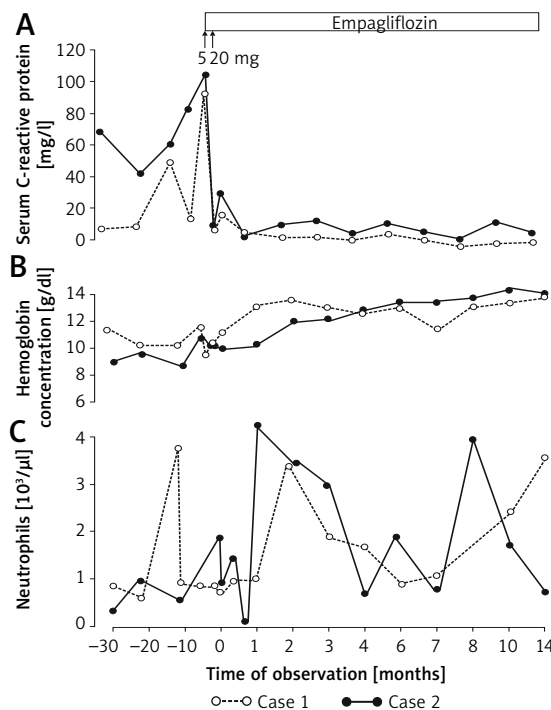 A
Empagliflozin
5 20 mg
Serum C-reactive protein
[mg/l]
120
100
80
60
40
20
0
B
Hemoglobin
concentration [g/dl]
14
12
10
8
6
C
Neutrophils [10³/µl]
4
3
2
1
0
−30 −20 −10 0 1 2 3 4 6 7 8 10 14
Time of observation [months]
Case 1 Case 2